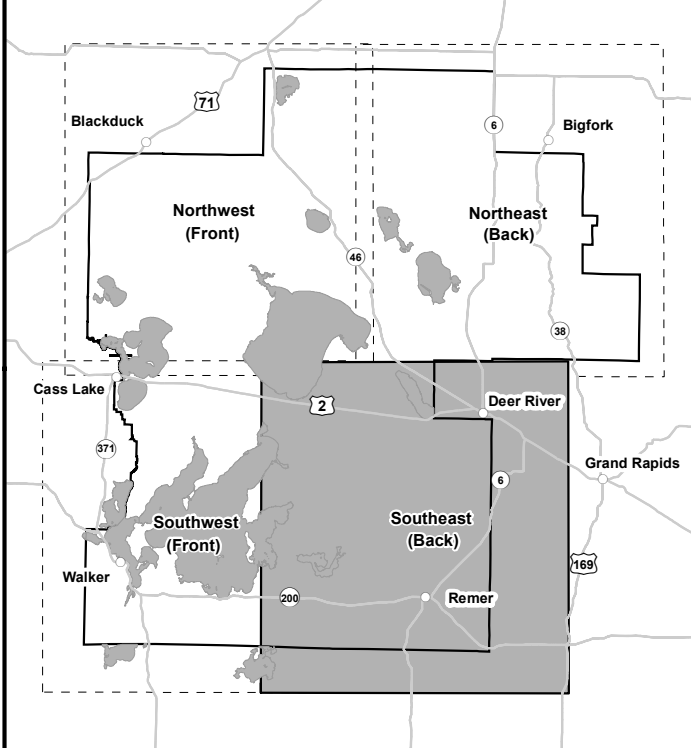 71
Blackduck
6
Bigfork
Northwest
(Front)
Northeast
(Back)
46
38
Cass Lake
2
Deer River
371
Grand Rapids
6
Southwest
(Front)
Southeast
(Back)
169
Walker
200
Remer